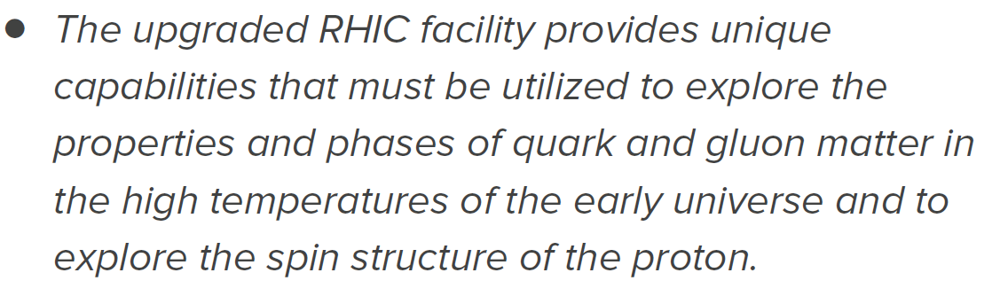 ● The upgraded RHIC facility provides unique
capabilities that must be utilized to explore the
properties and phases of quark and gluon matter in
the high temperatures of the early universe and to
explore the spin structure of the proton.